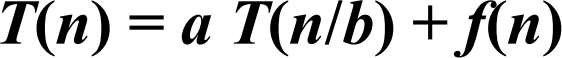 T(n) = a T(n/b) + f(n)